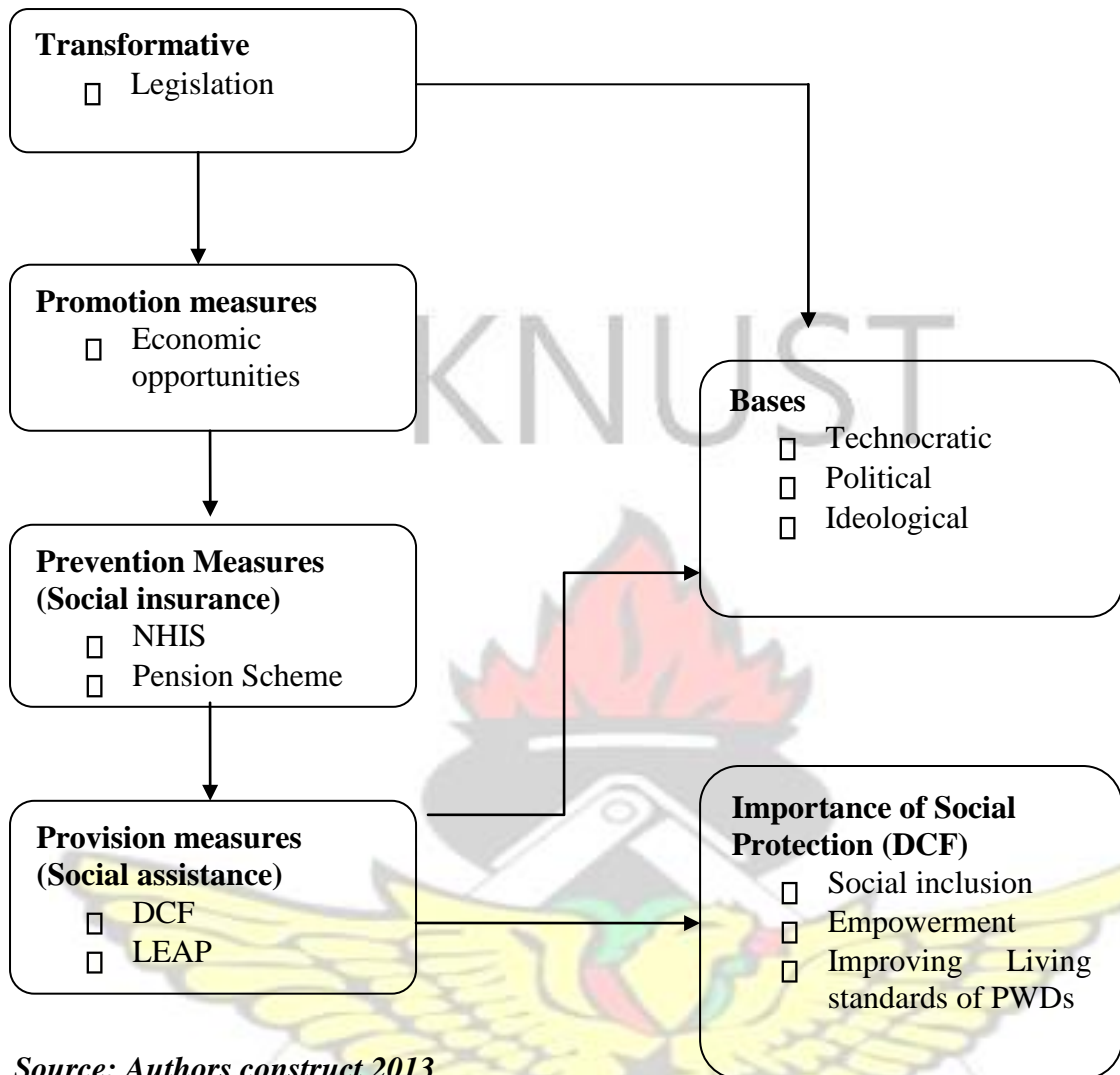 Transformative
▯ Legislation
Promotion measures
▯ Economic
opportunities
Prevention Measures
(Social insurance)
▯ NHIS
▯ Pension Scheme
Provision measures
(Social assistance)
▯ DCF
▯ LEAP
KNUST
Bases
▯ Technocratic
▯ Political
▯ Ideological
Importance of Social
Protection (DCF)
▯ Social inclusion
▯ Empowerment
▯ Improving Living
standards of PWDs
Source: Authors construct 2013